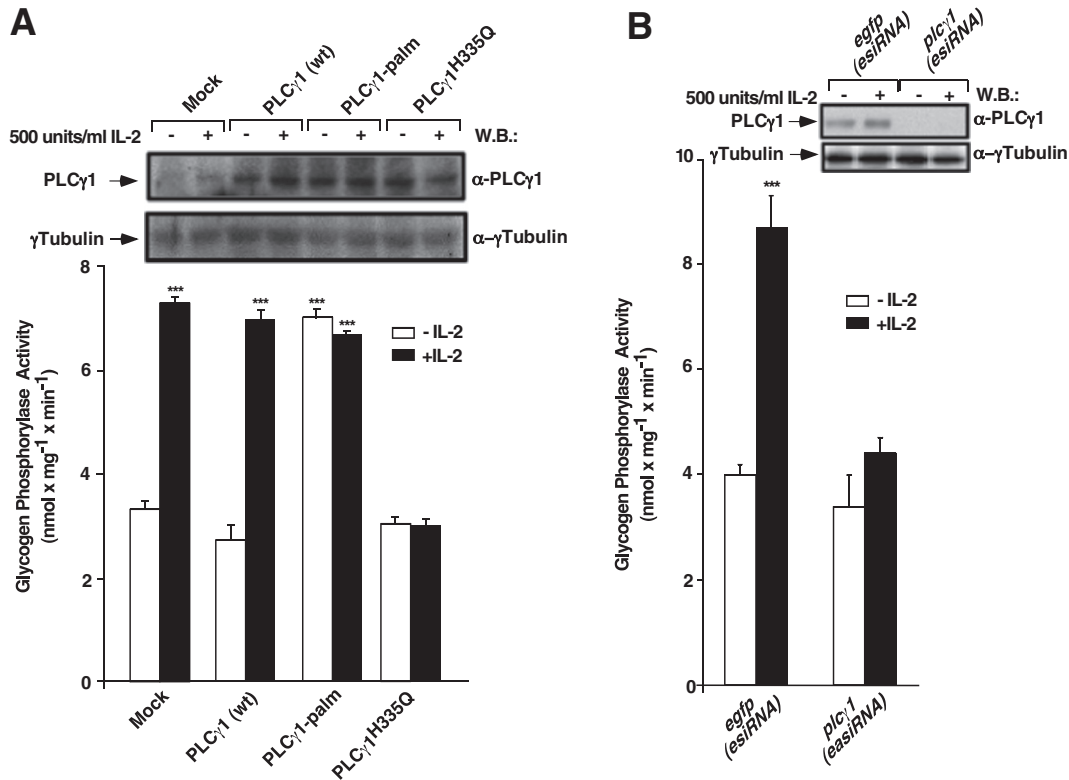 A
Mock PLCγ1 (wt) PLCγ1-palm PLCγ1H335Q
500 units/ml IL-2 - + - + - + - + W.B.:
PLCγ1 α-PLCγ1
γTubulin α–γTubulin
8
6
4
2
0
Glycogen Phosphorylase Activity
(nmol x mg⁻¹ x min⁻¹)
*** *** *** ***
- IL-2
+IL-2
Mock PLCγ1 (wt) PLCγ1-palm PLCγ1H335Q
B
egfp
(esiRNA)
plcγ1
(esiRNA)
500 units/ml IL-2 - + - + W.B.:
PLCγ1 α-PLCγ1
γTubulin α–γTubulin
10
8
6
4
2
0
Glycogen Phosphorylase Activity
(nmol x mg⁻¹ x min⁻¹)
***
- IL-2
+IL-2
egfp
(esiRNA)
plcγ1
(easiRNA)